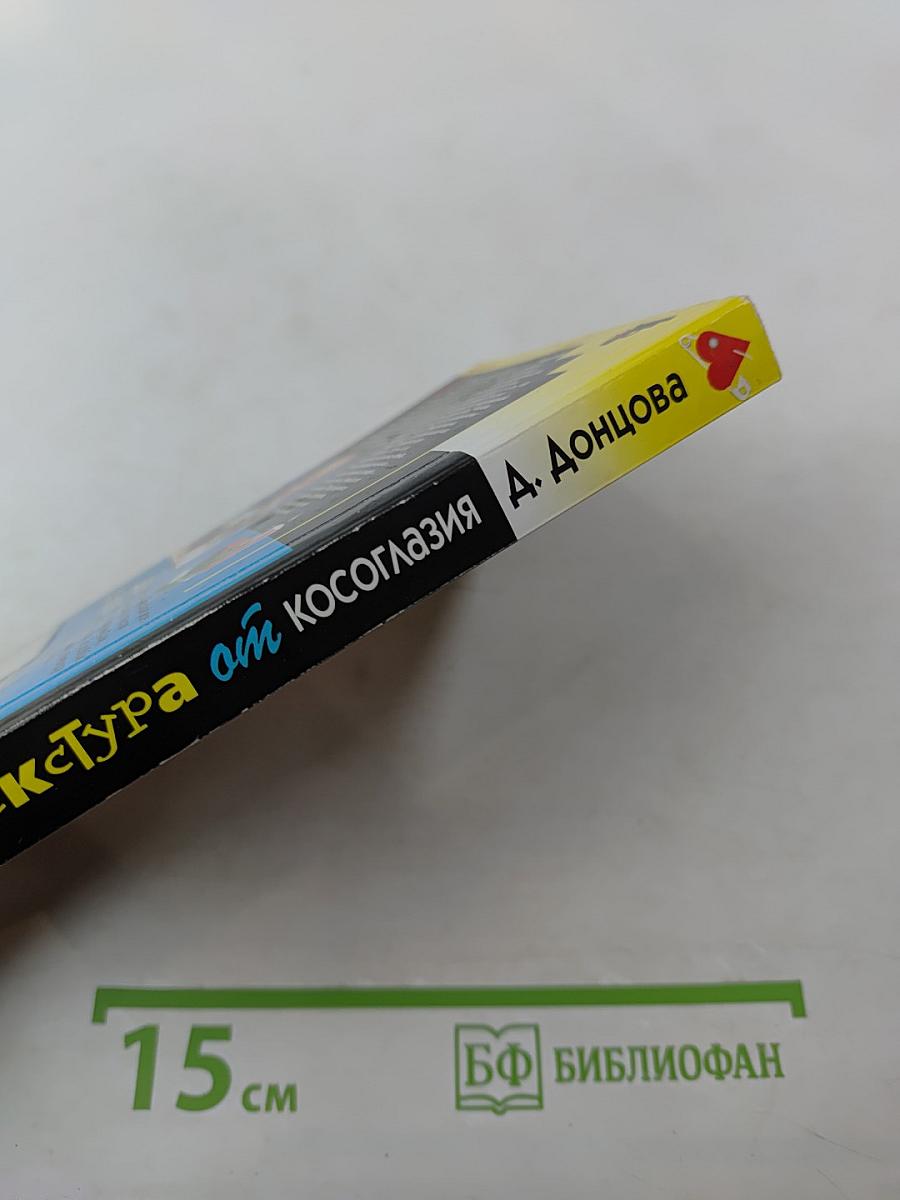 Д. Донцова
кстура от косоглазия
15 см
БФ БИБЛИОФАН